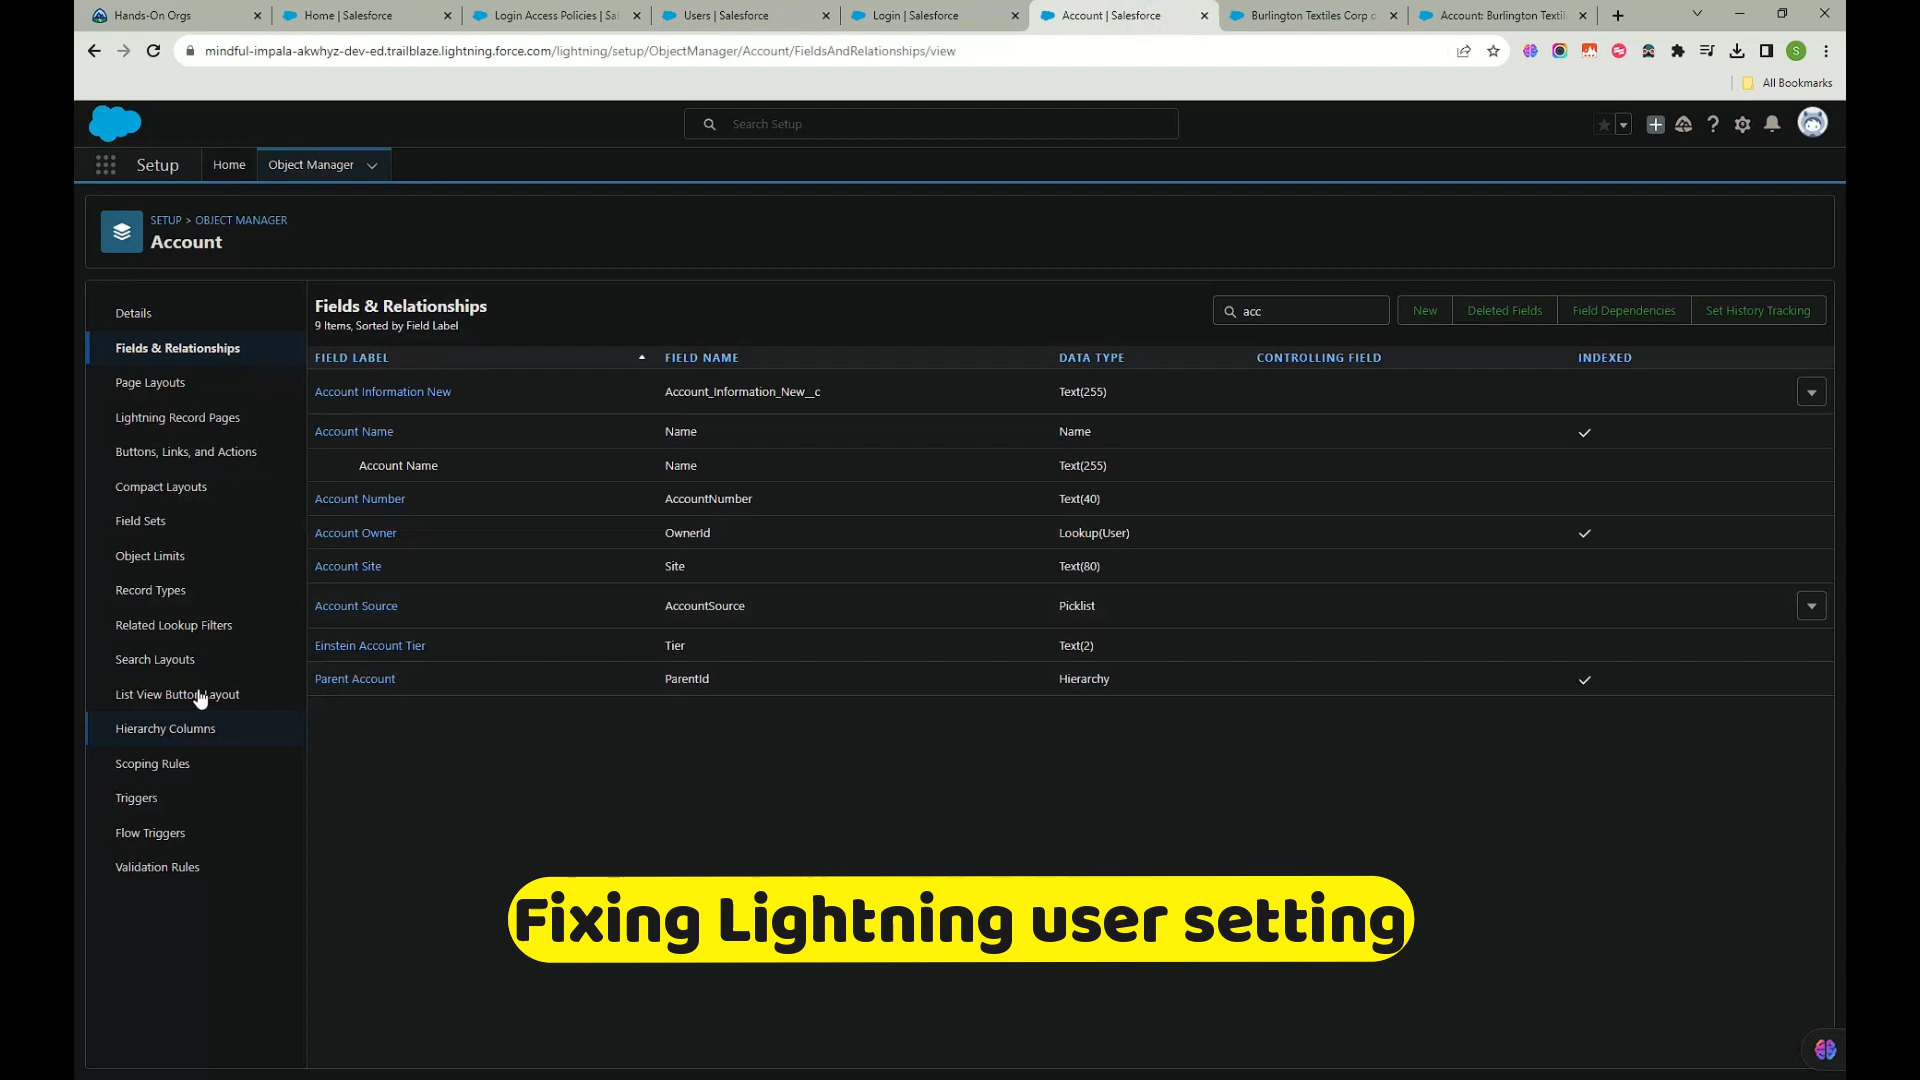 Hands-On Orgs
Home | Salesforce
Login Access Policies | Sal
Users | Salesforce
Login | Salesforce
Account | Salesforce
Burlington Textiles Corp o
Account: Burlington Textil
mindful-impala-akwhyz-dev-ed.trailblaze.lightning.force.com/lightning/setup/ObjectManager/Account/FieldsAndRelationships/view
S
All Bookmarks
Search Setup
Setup
Home
Object Manager
SETUP > OBJECT MANAGER
Account
Details
Fields & Relationships
Page Layouts
Lightning Record Pages
Buttons, Links, and Actions
Compact Layouts
Field Sets
Object Limits
Record Types
Related Lookup Filters
Search Layouts
List View Button Layout
Hierarchy Columns
Scoping Rules
Triggers
Flow Triggers
Validation Rules
Fields & Relationships
9 Items, Sorted by Field Label
acc
New
Deleted Fields
Field Dependencies
Set History Tracking
FIELD LABEL FIELD NAME DATA TYPE CONTROLLING FIELD INDEXED
Account Information New Account_Information_New__c Text(255)
Account Name Name Name
Account Name Name Text(255)
Account Number AccountNumber Text(40)
Account Owner OwnerId Lookup(User)
Account Site Site Text(80)
Account Source AccountSource Picklist
Einstein Account Tier Tier Text(2)
Parent Account ParentId Hierarchy
Fixing Lightning user setting